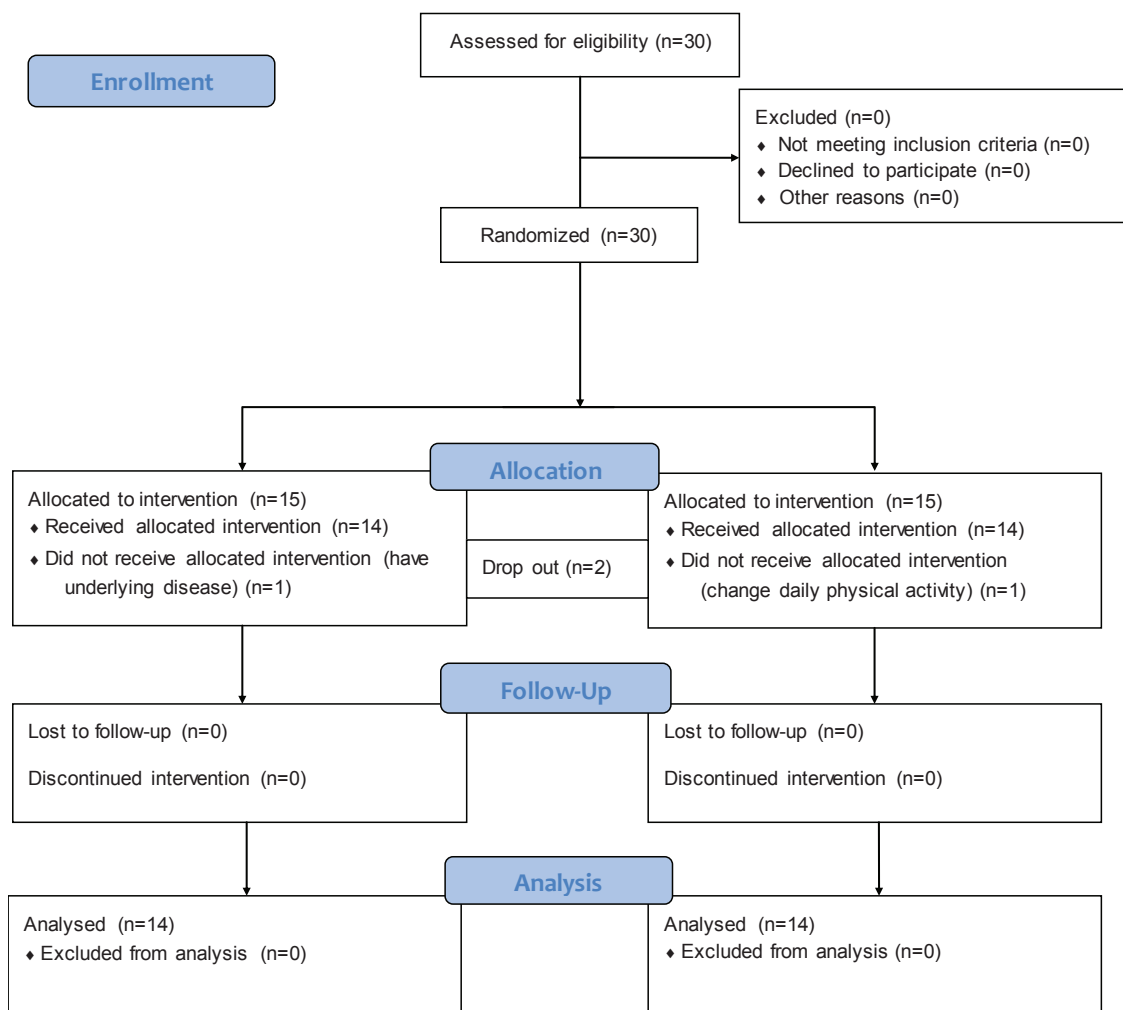 Assessed for eligibility (n=30)
Enrollment
Excluded (n=0)
♦ Not meeting inclusion criteria (n=0)
♦ Declined to participate (n=0)
♦ Other reasons (n=0)
Randomized (n=30)
Allocation
Allocated to intervention (n=15)
♦ Received allocated intervention (n=14)
♦ Did not receive allocated intervention (have
underlying disease) (n=1)
Drop out (n=2)
Allocated to intervention (n=15)
♦ Received allocated intervention (n=14)
♦ Did not receive allocated intervention
(change daily physical activity) (n=1)
Follow-Up
Lost to follow-up (n=0)
Discontinued intervention (n=0)
Lost to follow-up (n=0)
Discontinued intervention (n=0)
Analysis
Analysed (n=14)
♦ Excluded from analysis (n=0)
Analysed (n=14)
♦ Excluded from analysis (n=0)